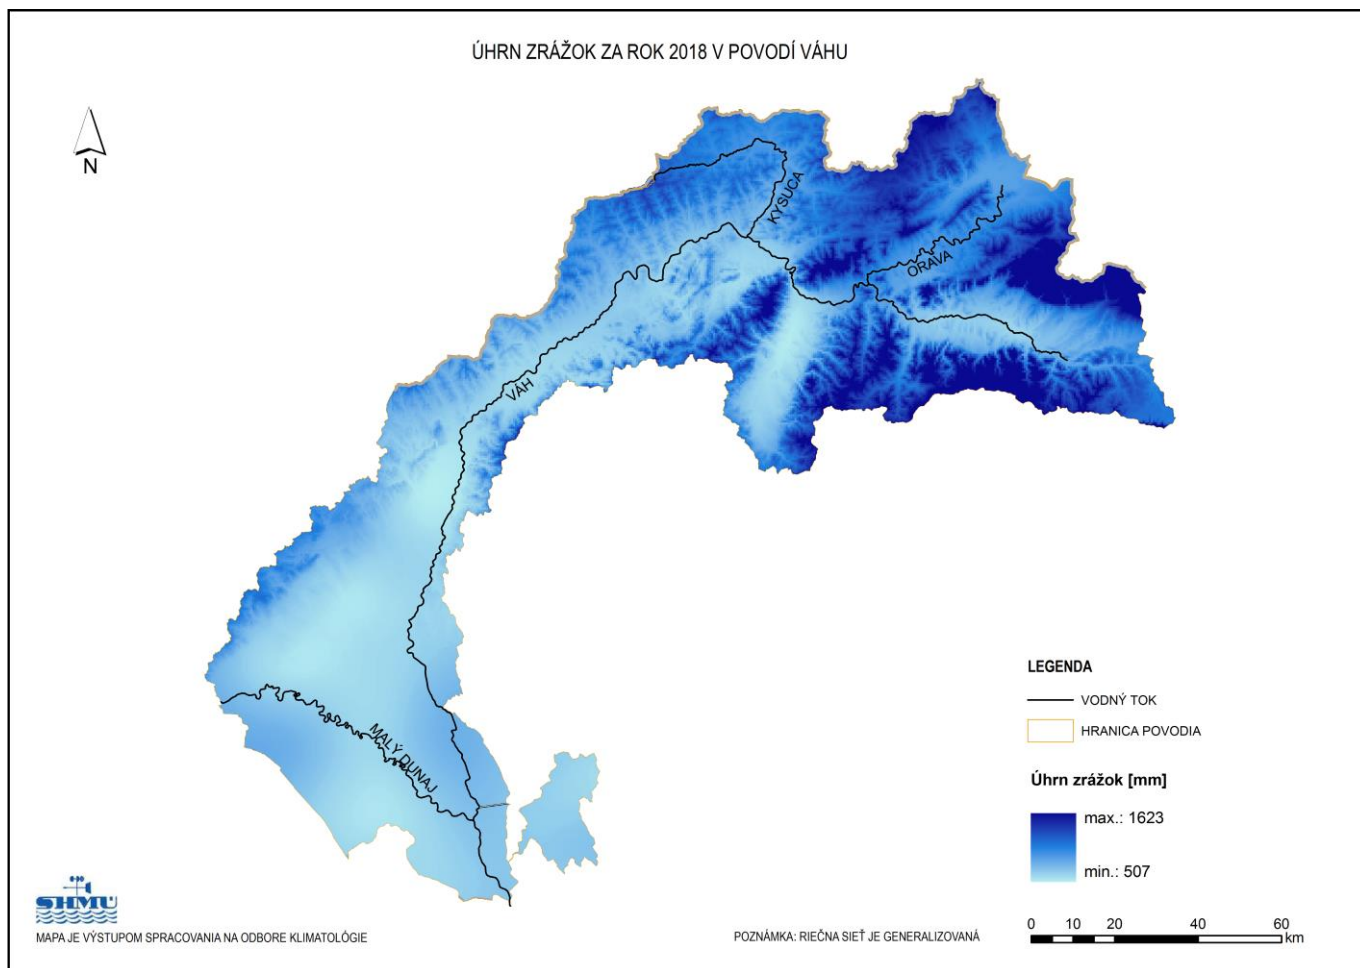 ÚHRN ZRÁŽOK ZA ROK 2018 V POVODÍ VÁHU
N
KYSUCA
ORAVA
VÁH
MALÝ DUNAJ
LEGENDA
VODNÝ TOK
HRANICA POVODIA
Úhrn zrážok [mm]
max.: 1623
min.: 507
SHMÚ
0 10 20 40 60
km
MAPA JE VÝSTUPOM SPRACOVANIA NA ODBORE KLIMATOLÓGIE
POZNÁMKA: RIEČNA SIEŤ JE GENERALIZOVANÁ